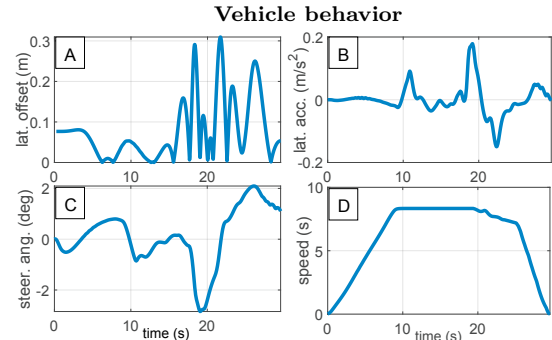 Vehicle behavior
A
lat. offset (m)
0.3
0.2
0.1
0
0
10
20
B
lat. acc. (m/s²)
0.2
0
-0.2
0
10
20
C
steer. ang. (deg)
2
0
-2
0
10
20
time (s)
D
speed (s)
10
5
0
0
10
20
time (s)